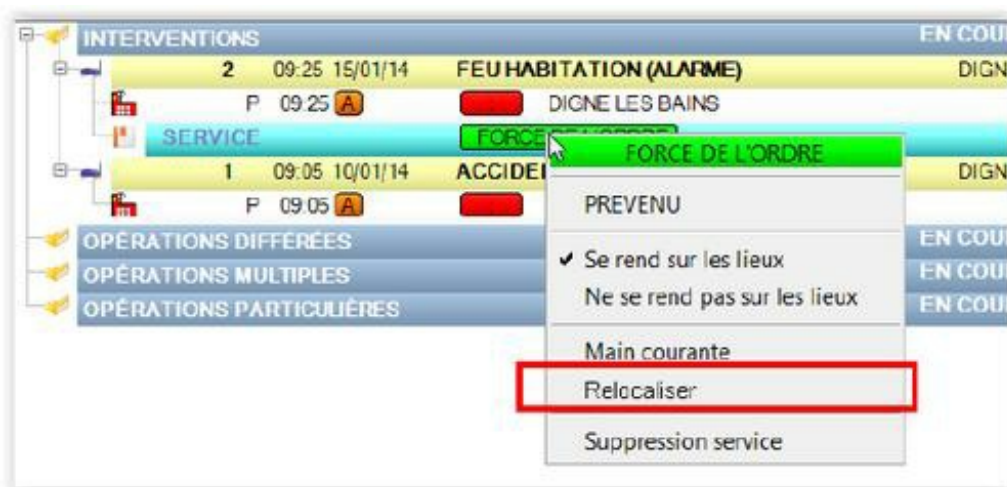 INTERVENTIONS EN COU
2 09:25 15/01/14 FEU HABITATION (ALARME) DIGN
P 09:25 A DIGNE LES BAINS
SERVICE FORCE DE L'ORDRE
FORCE DE L'ORDRE
1 09:05 10/01/14 ACCIDE DIGN
P 09:05 A
PREVENU
OPÉRATIONS DIFFÉRÉES EN COU
Se rend sur les lieux
OPÉRATIONS MULTIPLES EN COU
Ne se rend pas sur les lieux
OPÉRATIONS PARTICULIÈRES EN COU
Main courante
Relocaliser
Suppression service